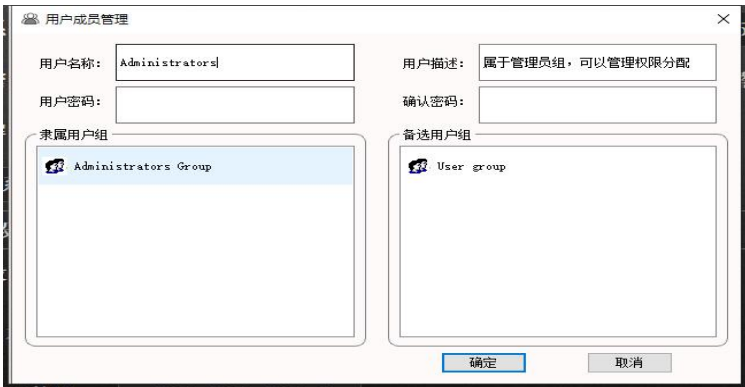 用户成员管理
用户名称： Administrators 用户描述： 属于管理员组，可以管理权限分配
用户密码： 确认密码：
隶属用户组 备选用户组
Administrators Group User group
确定 取消